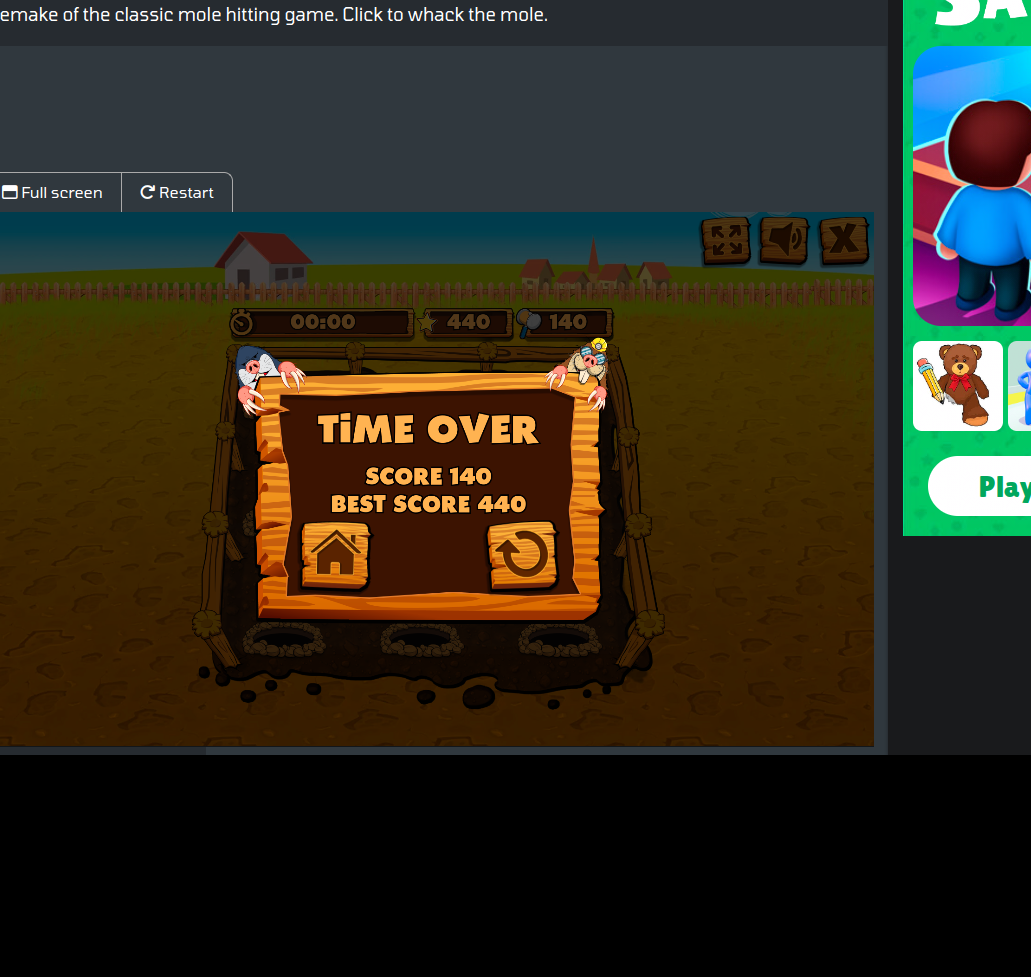 emake of the classic mole hitting game. Click to whack the mole.
Full screen
Restart
X
00:00
440
140
TiME OVER
SCORE 140
BEST SCORE 440
Play